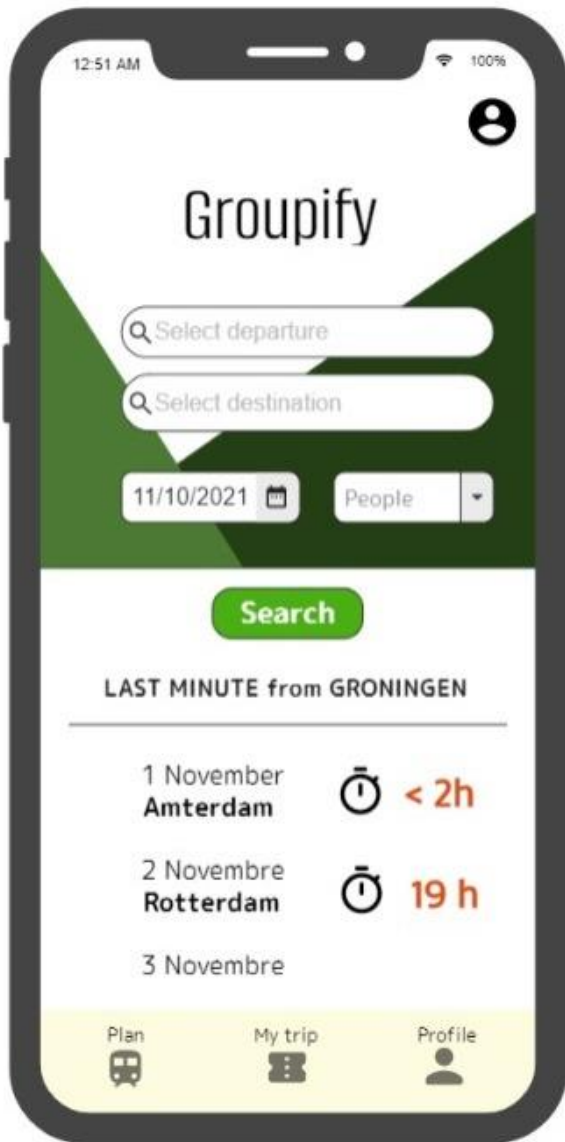 12:51 AM 100%
Groupify
Select departure
Select destination
11/10/2021 People
Search
LAST MINUTE from GRONINGEN
1 November
Amterdam < 2h
2 Novembre
Rotterdam 19 h
3 Novembre
Plan My trip Profile